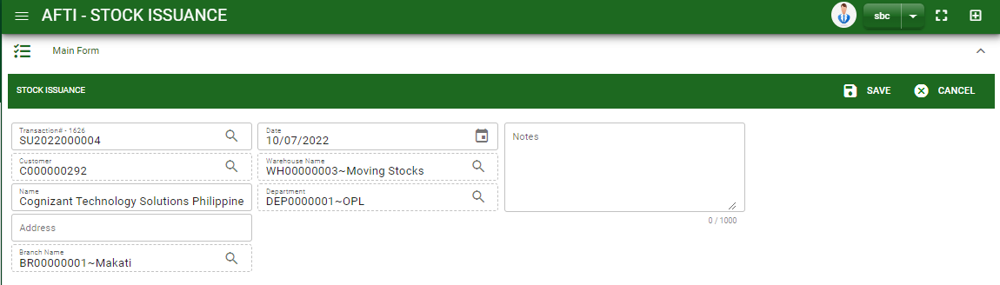 AFTI - STOCK ISSUANCE
sbc
Main Form
STOCK ISSUANCE
SAVE
CANCEL
Transaction# - 1626
SU2022000004
Date
10/07/2022
Notes
Customer
C000000292
Warehouse Name
WH00000003~Moving Stocks
Name
Cognizant Technology Solutions Philippine
Department
DEP0000001~OPL
0 / 1000
Address
Branch Name
BR00000001~Makati